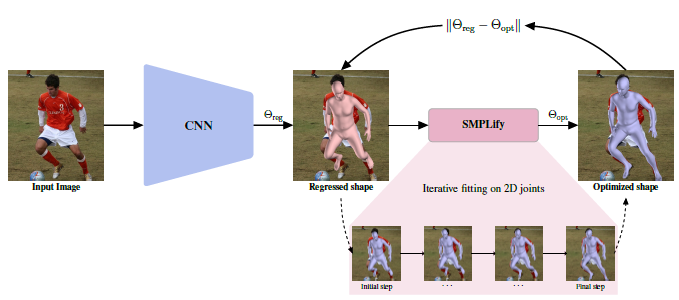 ‖Θreg − Θopt‖
CNN
Θreg
SMPLify
Θopt
Input Image
Regressed shape
Iterative fitting on 2D joints
Optimized shape
Initial step
· · ·
· · ·
Final step
3